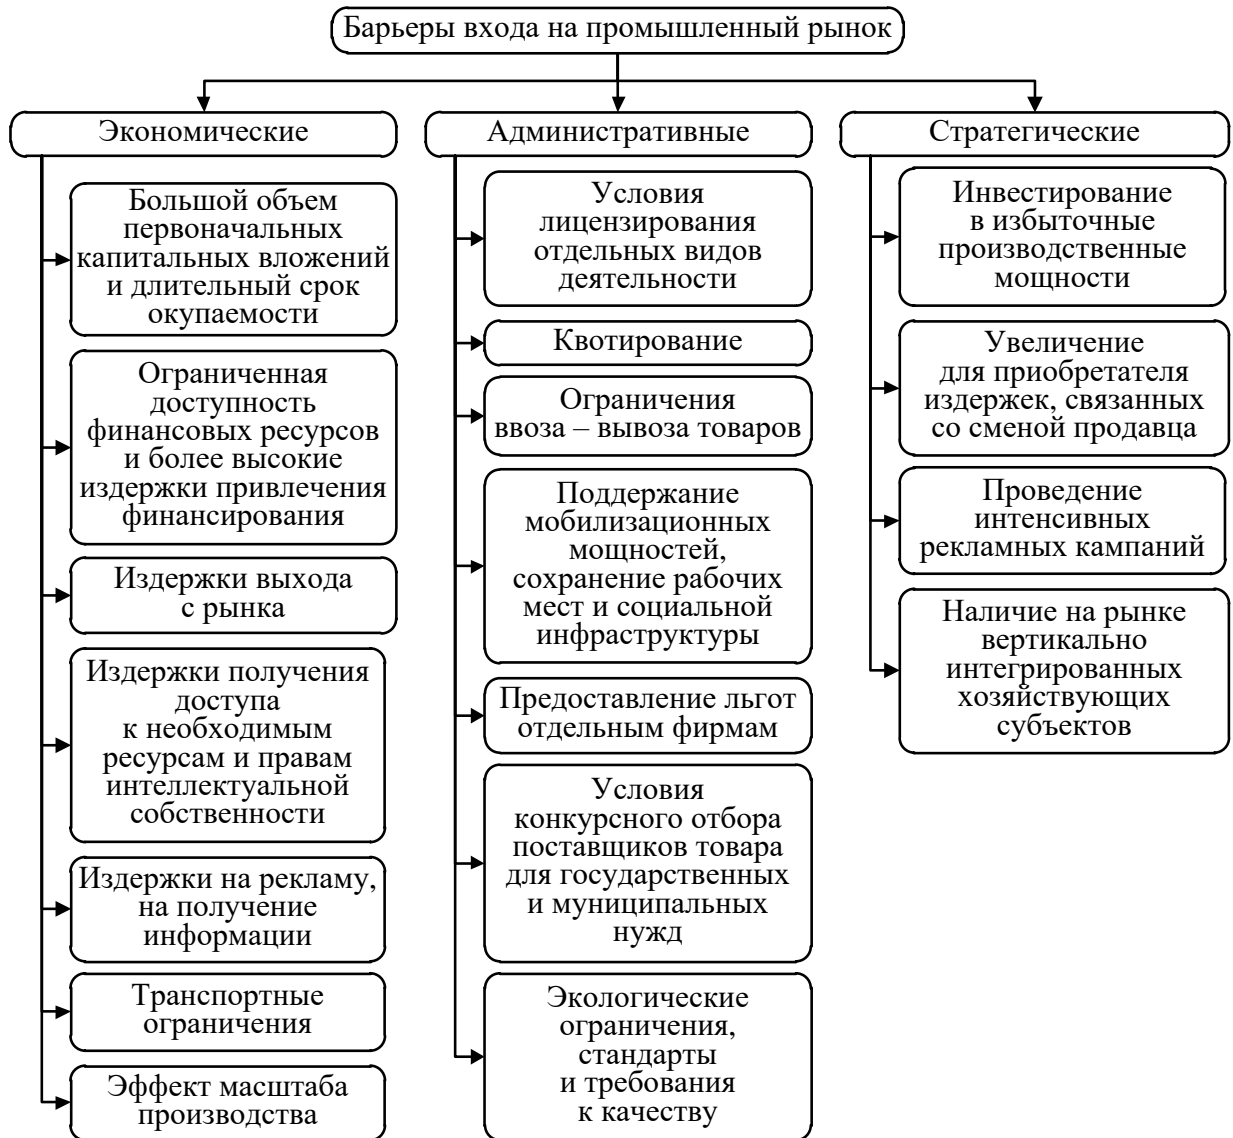 Барьеры входа на промышленный рынок
Экономические
Большой объем
первоначальных
капитальных вложений
и длительный срок
окупаемости
Ограниченная
доступность
финансовых ресурсов
и более высокие
издержки привлечения
финансирования
Издержки выхода
с рынка
Издержки получения
доступа
к необходимым
ресурсам и правам
интеллектуальной
собственности
Издержки на рекламу,
на получение
информации
Транспортные
ограничения
Эффект масштаба
производства
Административные
Условия
лицензирования
отдельных видов
деятельности
Квотирование
Ограничения
ввоза – вывоза товаров
Поддержание
мобилизационных
мощностей,
сохранение рабочих
мест и социальной
инфраструктуры
Предоставление льгот
отдельным фирмам
Условия
конкурсного отбора
поставщиков товара
для государственных
и муниципальных
нужд
Экологические
ограничения,
стандарты
и требования
к качеству
Стратегические
Инвестирование
в избыточные
производственные
мощности
Увеличение
для приобретателя
издержек, связанных
со сменой продавца
Проведение
интенсивных
рекламных кампаний
Наличие на рынке
вертикально
интегрированных
хозяйствующих
субъектов